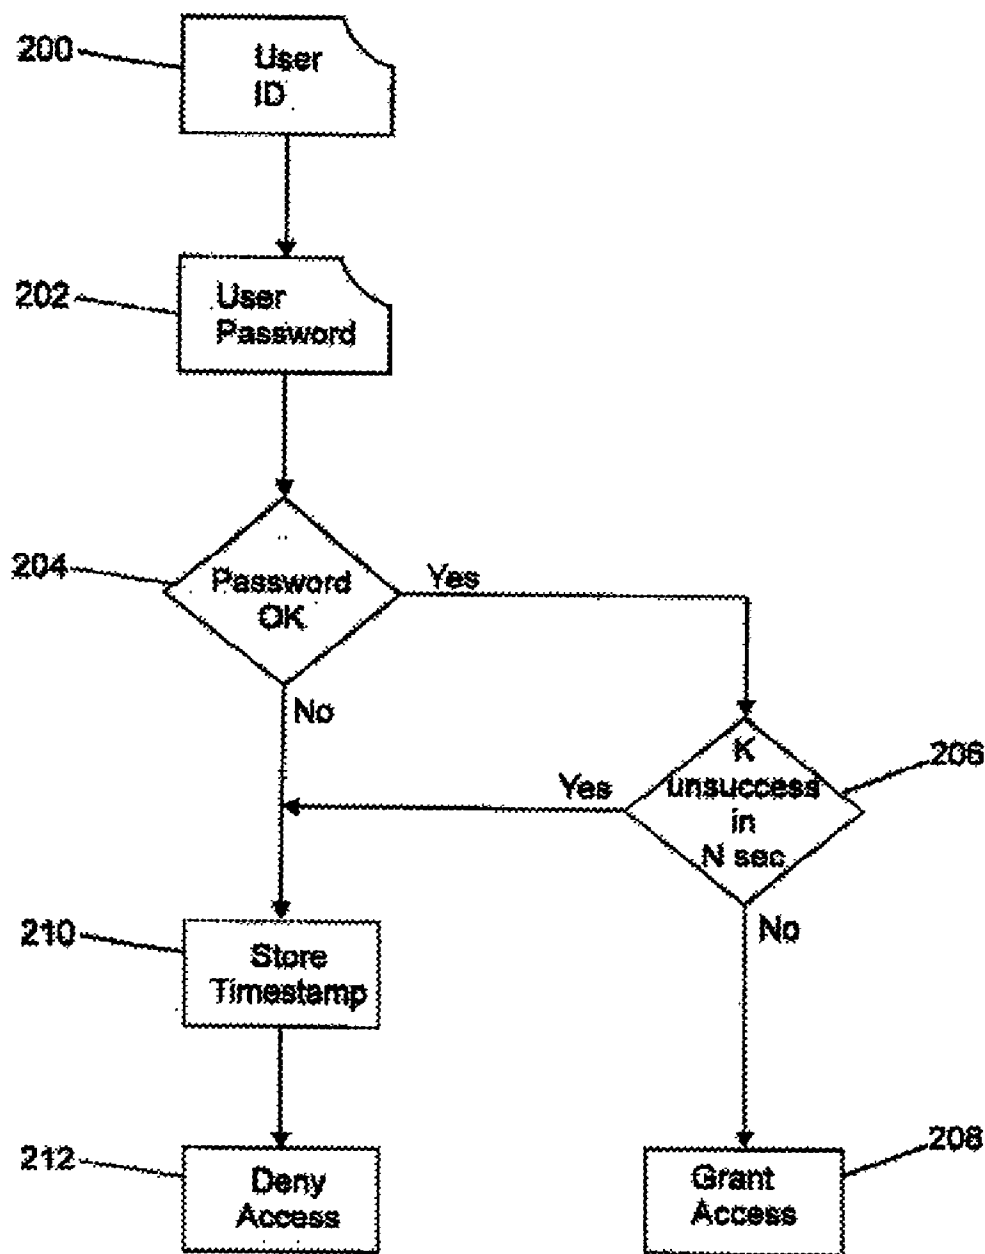 200
User
ID
202
User
Password
204
Password
OK
Yes
No
K
unsuccess
in
N sec
206
Yes
No
210
Store
Timestamp
212
Deny
Access
Grant
Access
208